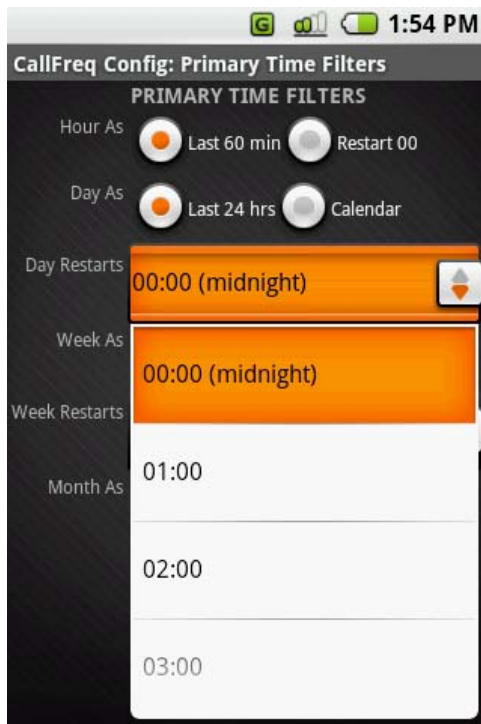 G 1:54 PM
CallFreq Config: Primary Time Filters
PRIMARY TIME FILTERS
Hour As Last 60 min Restart 00
Day As Last 24 hrs Calendar
Day Restarts 00:00 (midnight)
Week As
00:00 (midnight)
Week Restarts
01:00
Month As
02:00
03:00